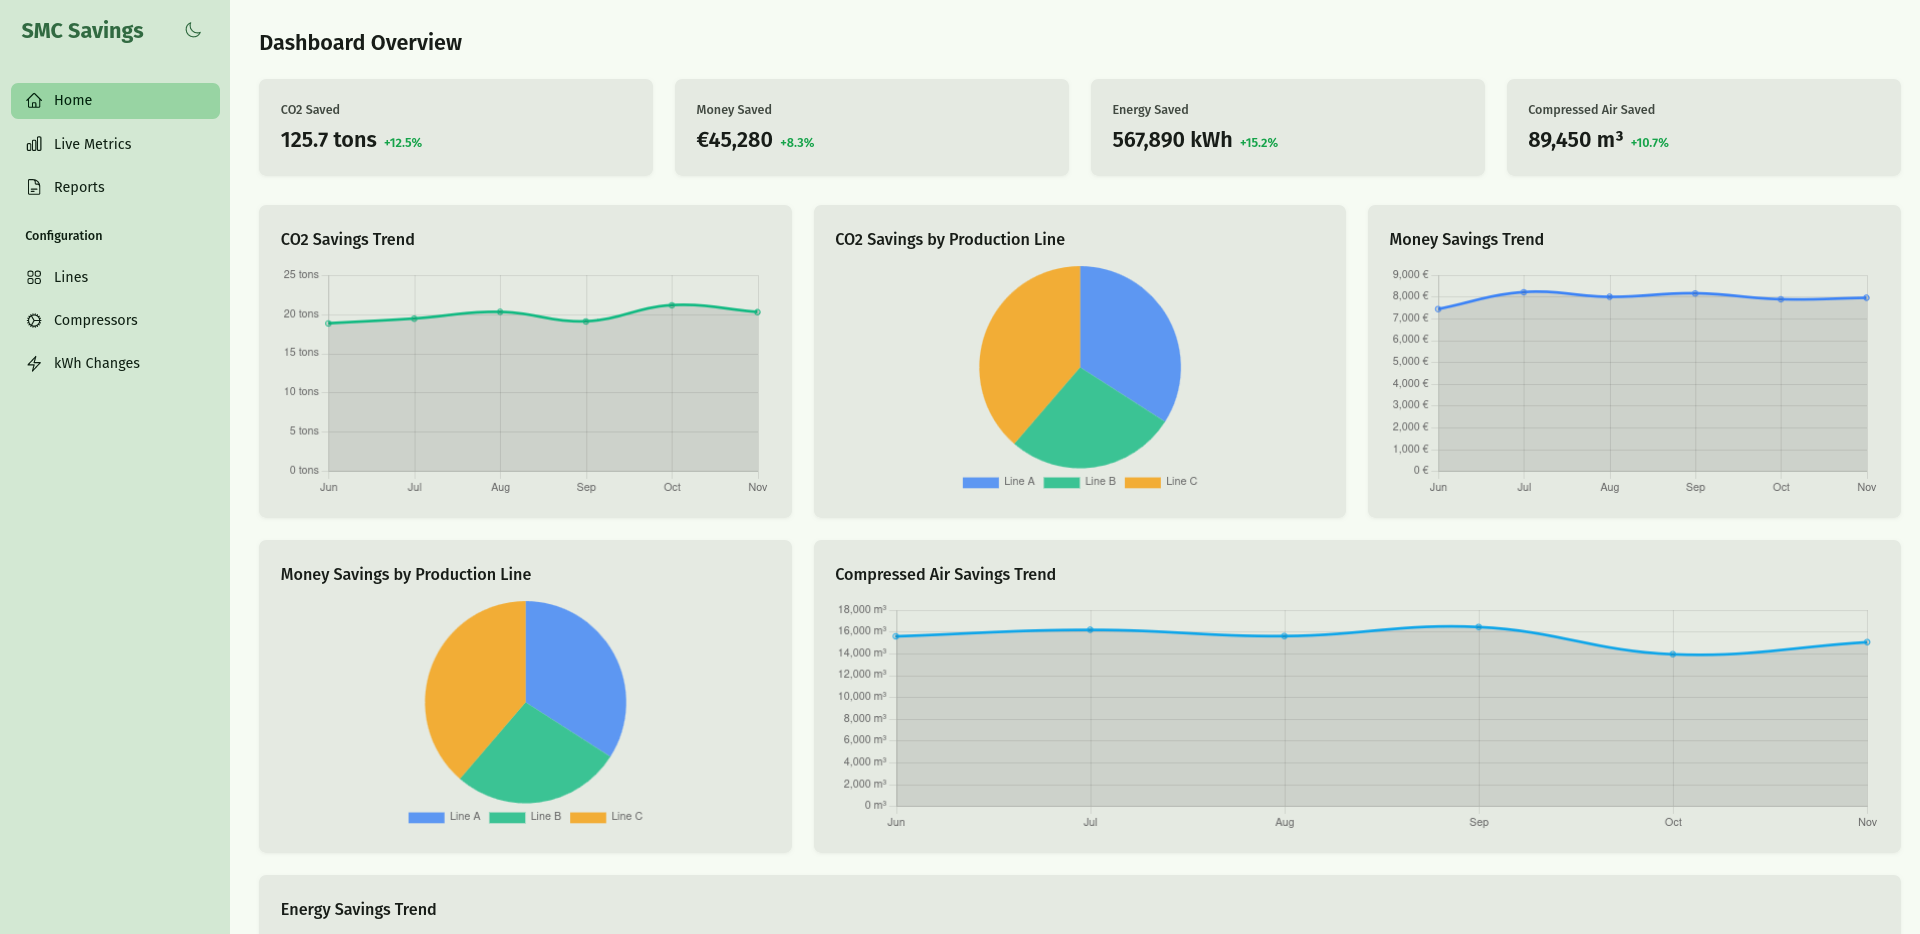 SMC Savings
Home
Live Metrics
Reports
Configuration
Lines
Compressors
kWh Changes
Dashboard Overview
CO2 Saved
125.7 tons +12.5%
Money Saved
€45,280 +8.3%
Energy Saved
567,890 kWh +15.2%
Compressed Air Saved
89,450 m³ +10.7%
CO2 Savings Trend
25 tons
20 tons
15 tons
10 tons
5 tons
0 tons
Jun Jul Aug Sep Oct Nov
CO2 Savings by Production Line
Line A Line B Line C
Money Savings Trend
9,000 €
8,000 €
7,000 €
6,000 €
5,000 €
4,000 €
3,000 €
2,000 €
1,000 €
0 €
Jun Jul Aug Sep Oct Nov
Money Savings by Production Line
Line A Line B Line C
Compressed Air Savings Trend
18,000 m³
16,000 m³
14,000 m³
12,000 m³
10,000 m³
8,000 m³
6,000 m³
4,000 m³
2,000 m³
0 m³
Jun Jul Aug Sep Oct Nov
Energy Savings Trend